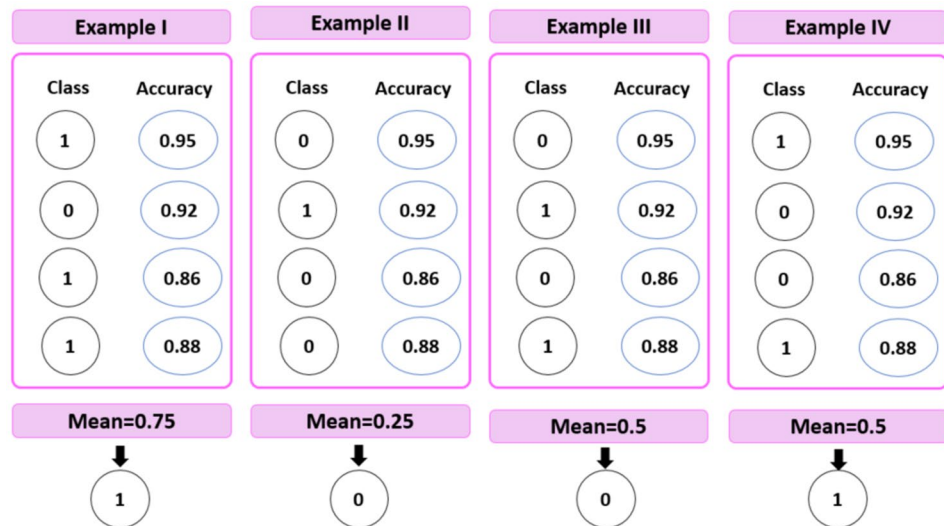 Example I
Class Accuracy
1 0.95
0 0.92
1 0.86
1 0.88
Mean=0.75
1
Example II
Class Accuracy
0 0.95
1 0.92
0 0.86
0 0.88
Mean=0.25
0
Example III
Class Accuracy
0 0.95
1 0.92
0 0.86
1 0.88
Mean=0.5
0
Example IV
Class Accuracy
1 0.95
0 0.92
0 0.86
1 0.88
Mean=0.5
1